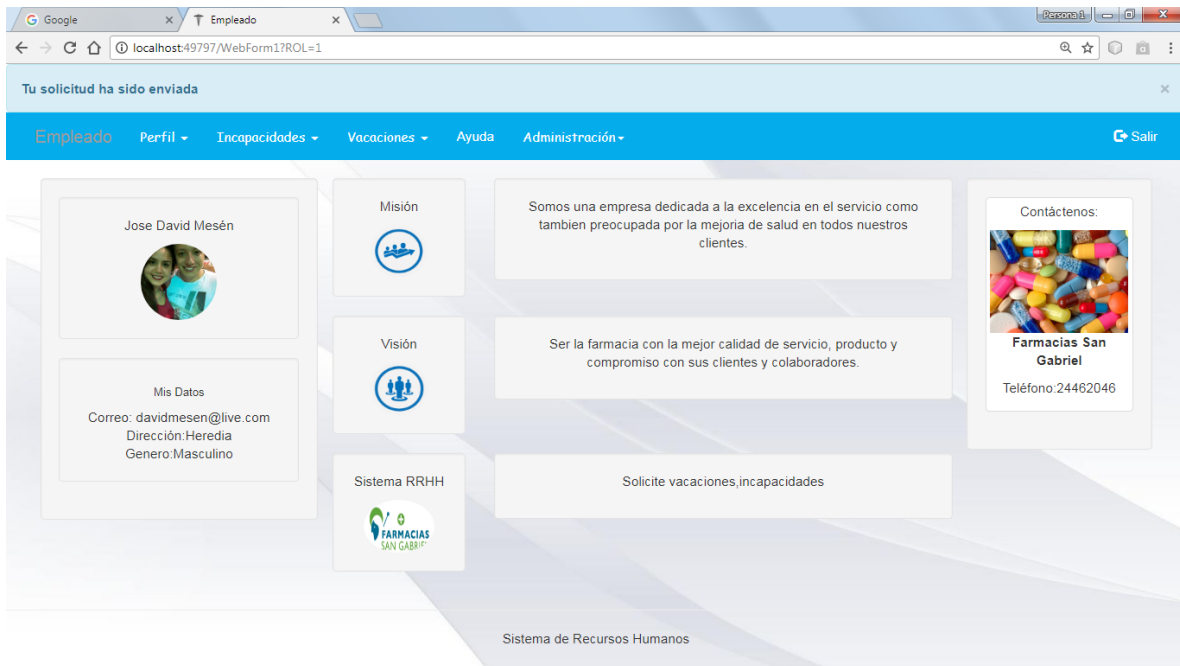 Google
Empleado
Persona 1
localhost:49797/WebForm1?ROL=1
Tu solicitud ha sido enviada
Empleado Perfil Incapacidades Vacaciones Ayuda Administración Salir
Jose David Mesén
Mis Datos
Correo: davidmesen@live.com
Dirección:Heredia
Genero:Masculino
Misión
Somos una empresa dedicada a la excelencia en el servicio como
tambien preocupada por la mejoria de salud en todos nuestros
clientes.
Visión
Ser la farmacia con la mejor calidad de servicio, producto y
compromiso con sus clientes y colaboradores.
Sistema RRHH
FARMACIAS
SAN GABRIEL
Solicite vacaciones,incapacidades
Contáctenos:
Farmacias San
Gabriel
Teléfono:24462046
Sistema de Recursos Humanos